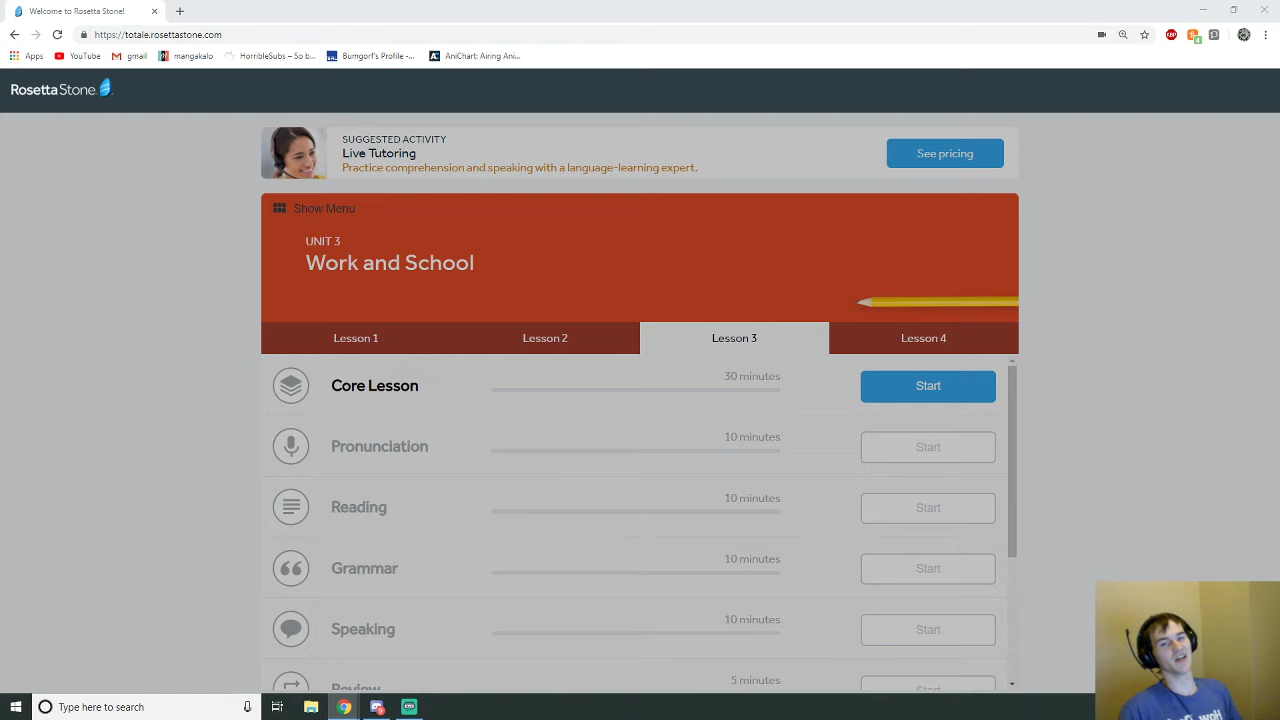 Welcome to Rosetta Stone!
https://totale.rosettastone.com
Apps YouTube gmail mangakalo HorribleSubs – So b... Bumgorf's Profile -... AniChart: Airing Ani...
RosettaStone
SUGGESTED ACTIVITY
Live Tutoring
Practice comprehension and speaking with a language-learning expert.
See pricing
Show Menu
UNIT 3
Work and School
Lesson 1 Lesson 2 Lesson 3 Lesson 4
Core Lesson 30 minutes Start
Pronunciation 10 minutes Start
Reading 10 minutes Start
Grammar 10 minutes Start
Speaking 10 minutes Start
Review 5 minutes Start
Type here to search